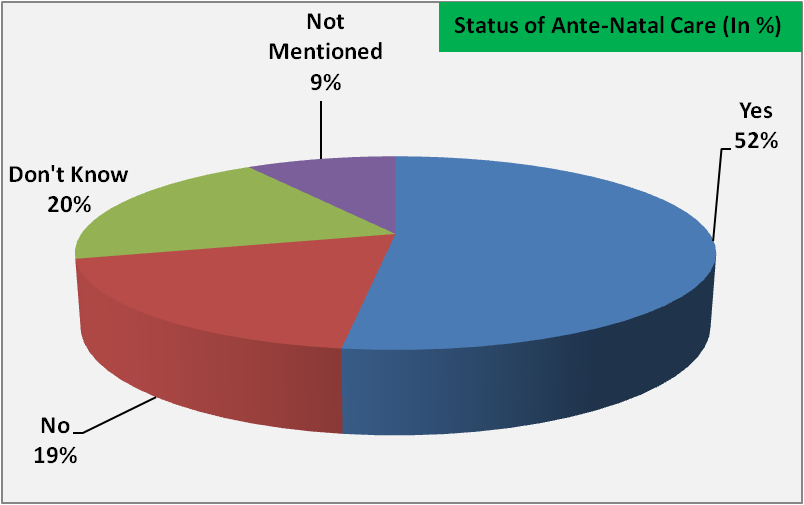 Status of Ante-Natal Care (In %)
Not
Mentioned
9%
Yes
52%
Don't Know
20%
No
19%